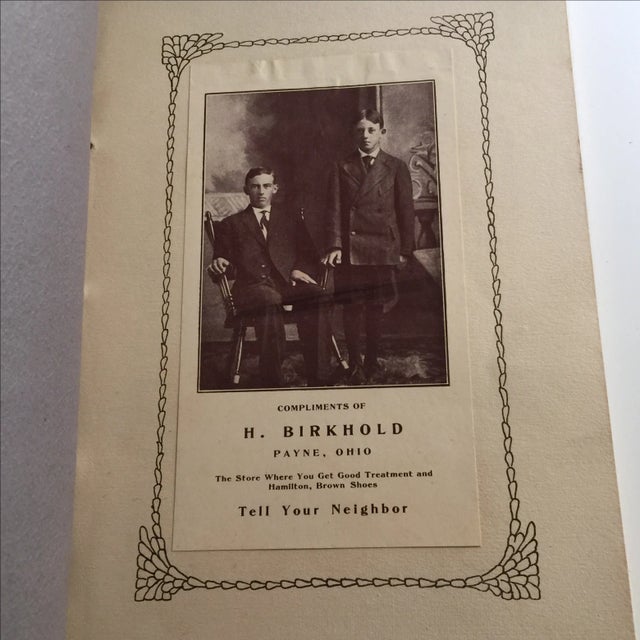 COMPLIMENTS OF
H. BIRKHOLD
PAYNE, OHIO
The Store Where You Get Good Treatment and
Hamilton, Brown Shoes
Tell Your Neighbor